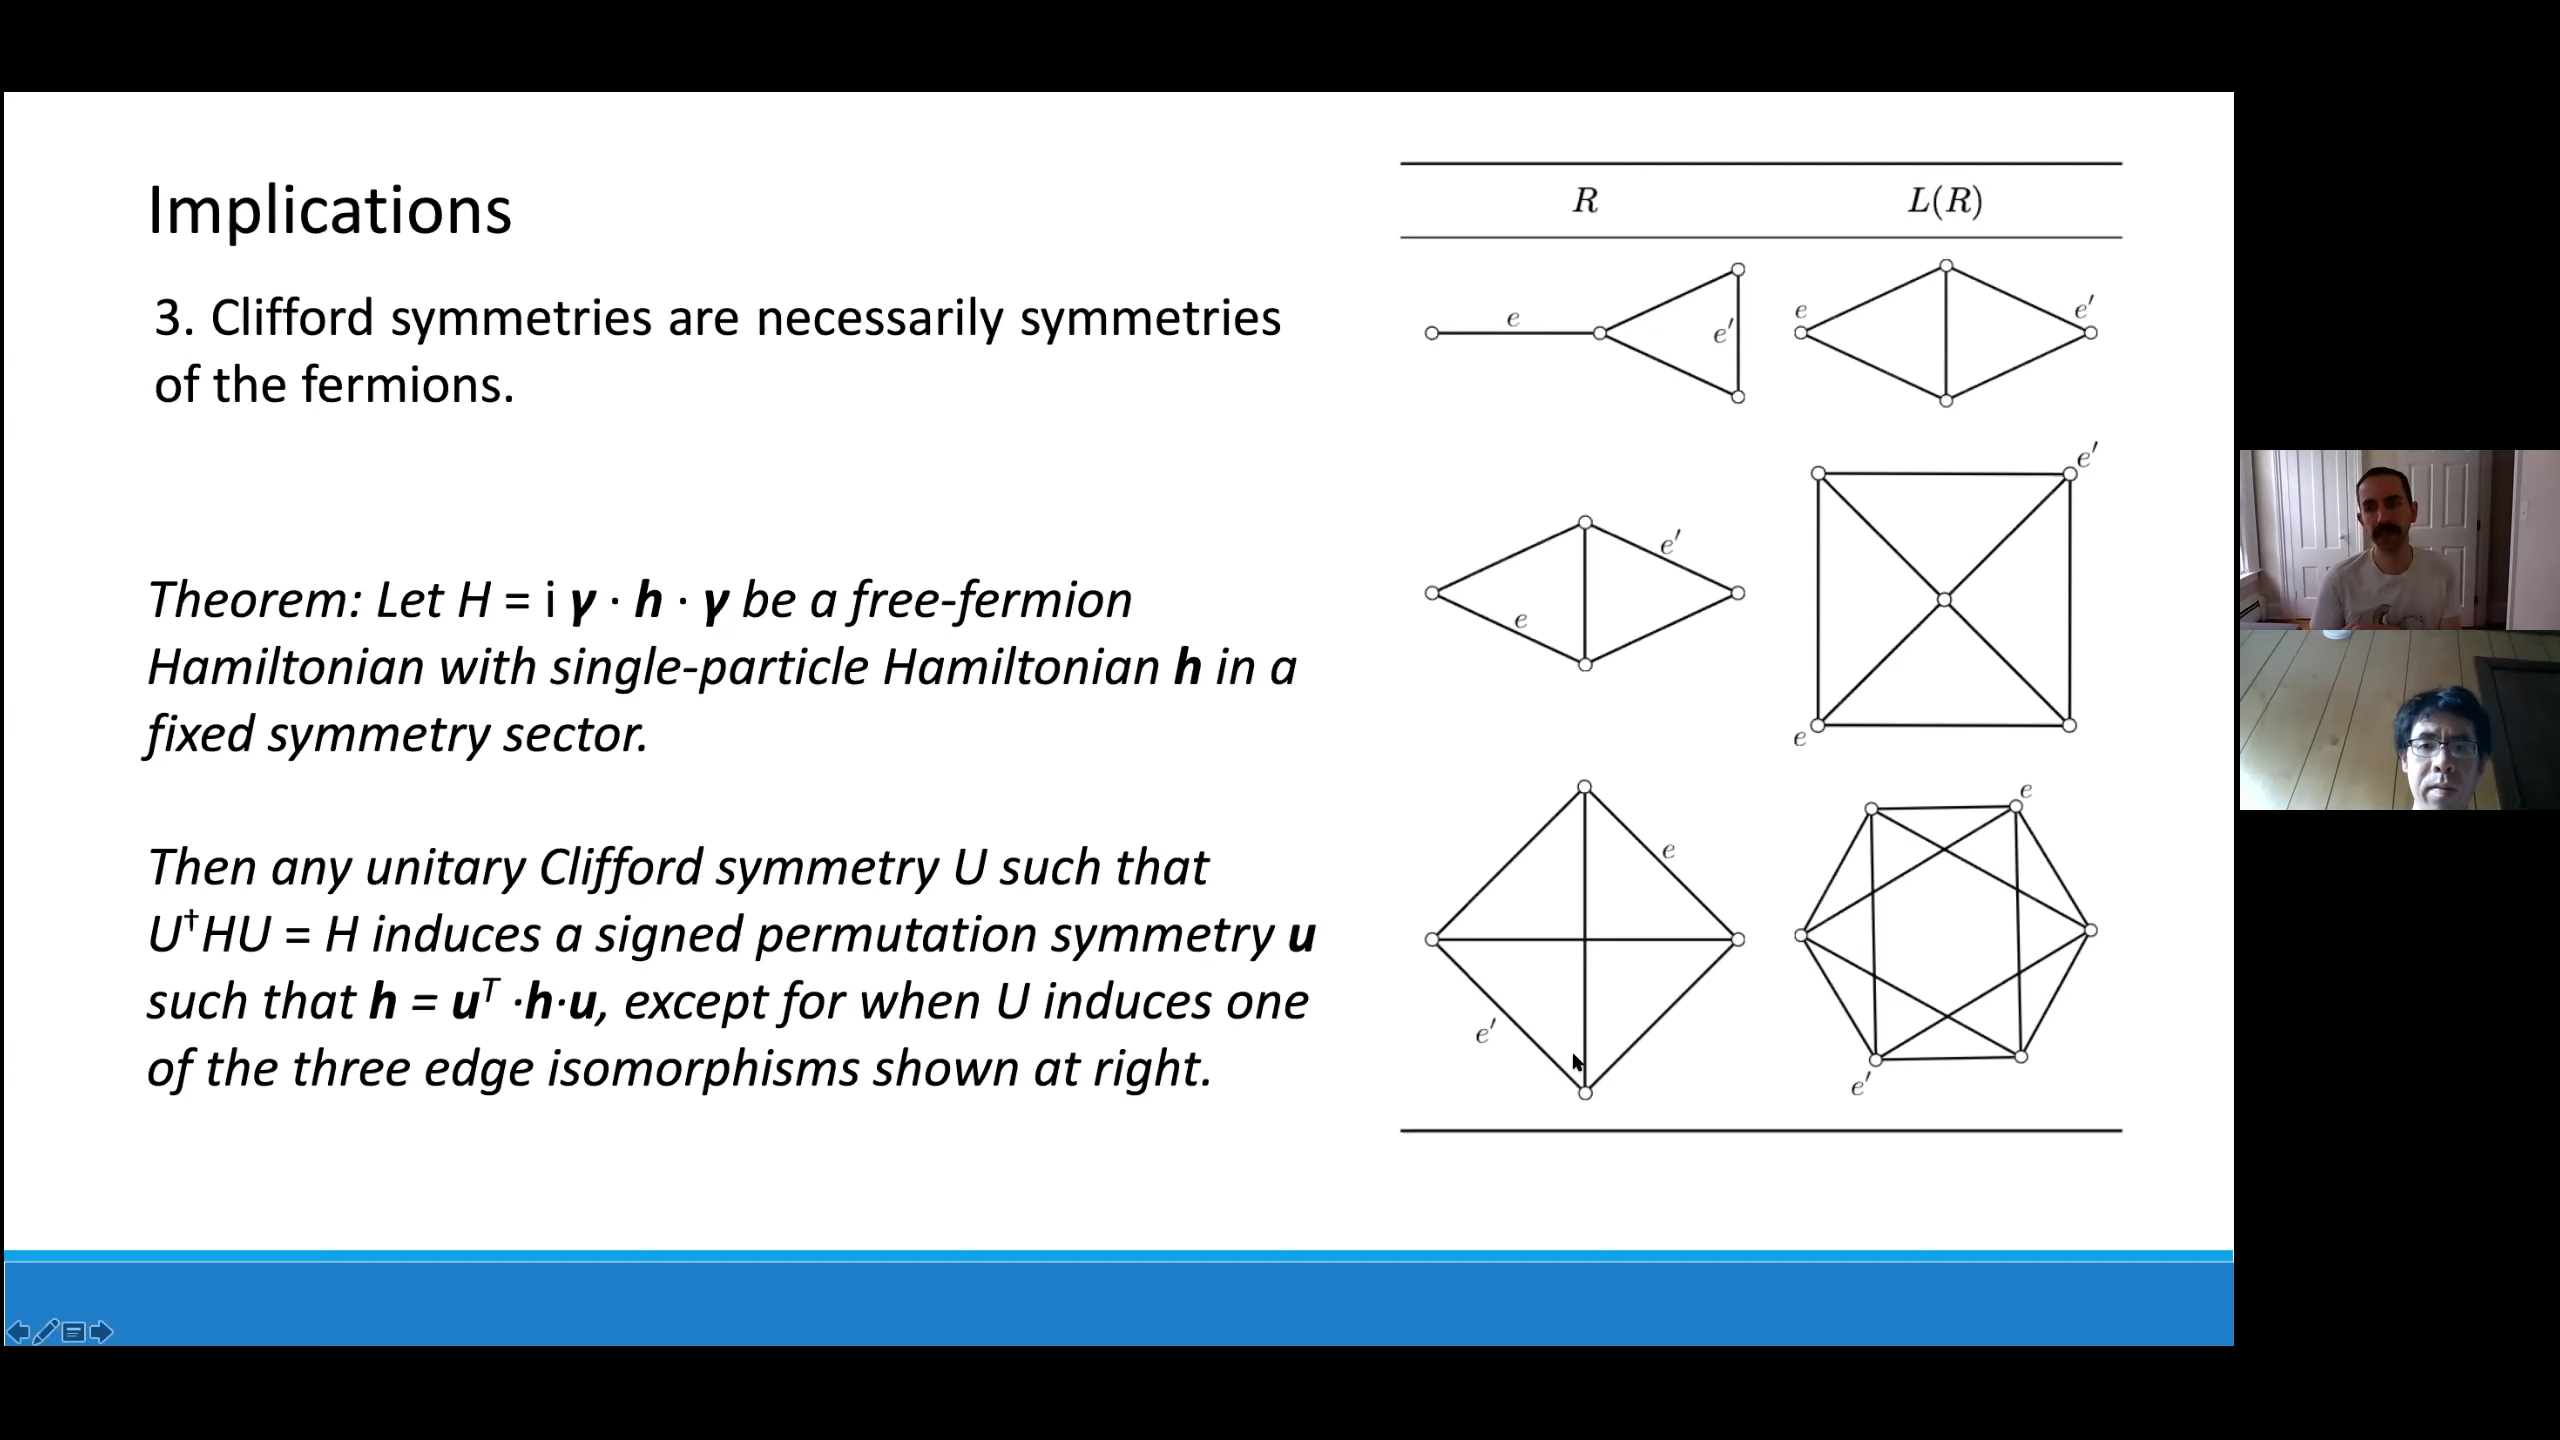 Implications
3. Clifford symmetries are necessarily symmetries
of the fermions.
Theorem: Let H = i γ · h · γ be a free-fermion
Hamiltonian with single-particle Hamiltonian h in a
fixed symmetry sector.
Then any unitary Clifford symmetry U such that
U†HU = H induces a signed permutation symmetry u
such that h = uᵀ ·h·u, except for when U induces one
of the three edge isomorphisms shown at right.
R L(R)
e e′ e e′
e′ e e′ e
e e′ e e′